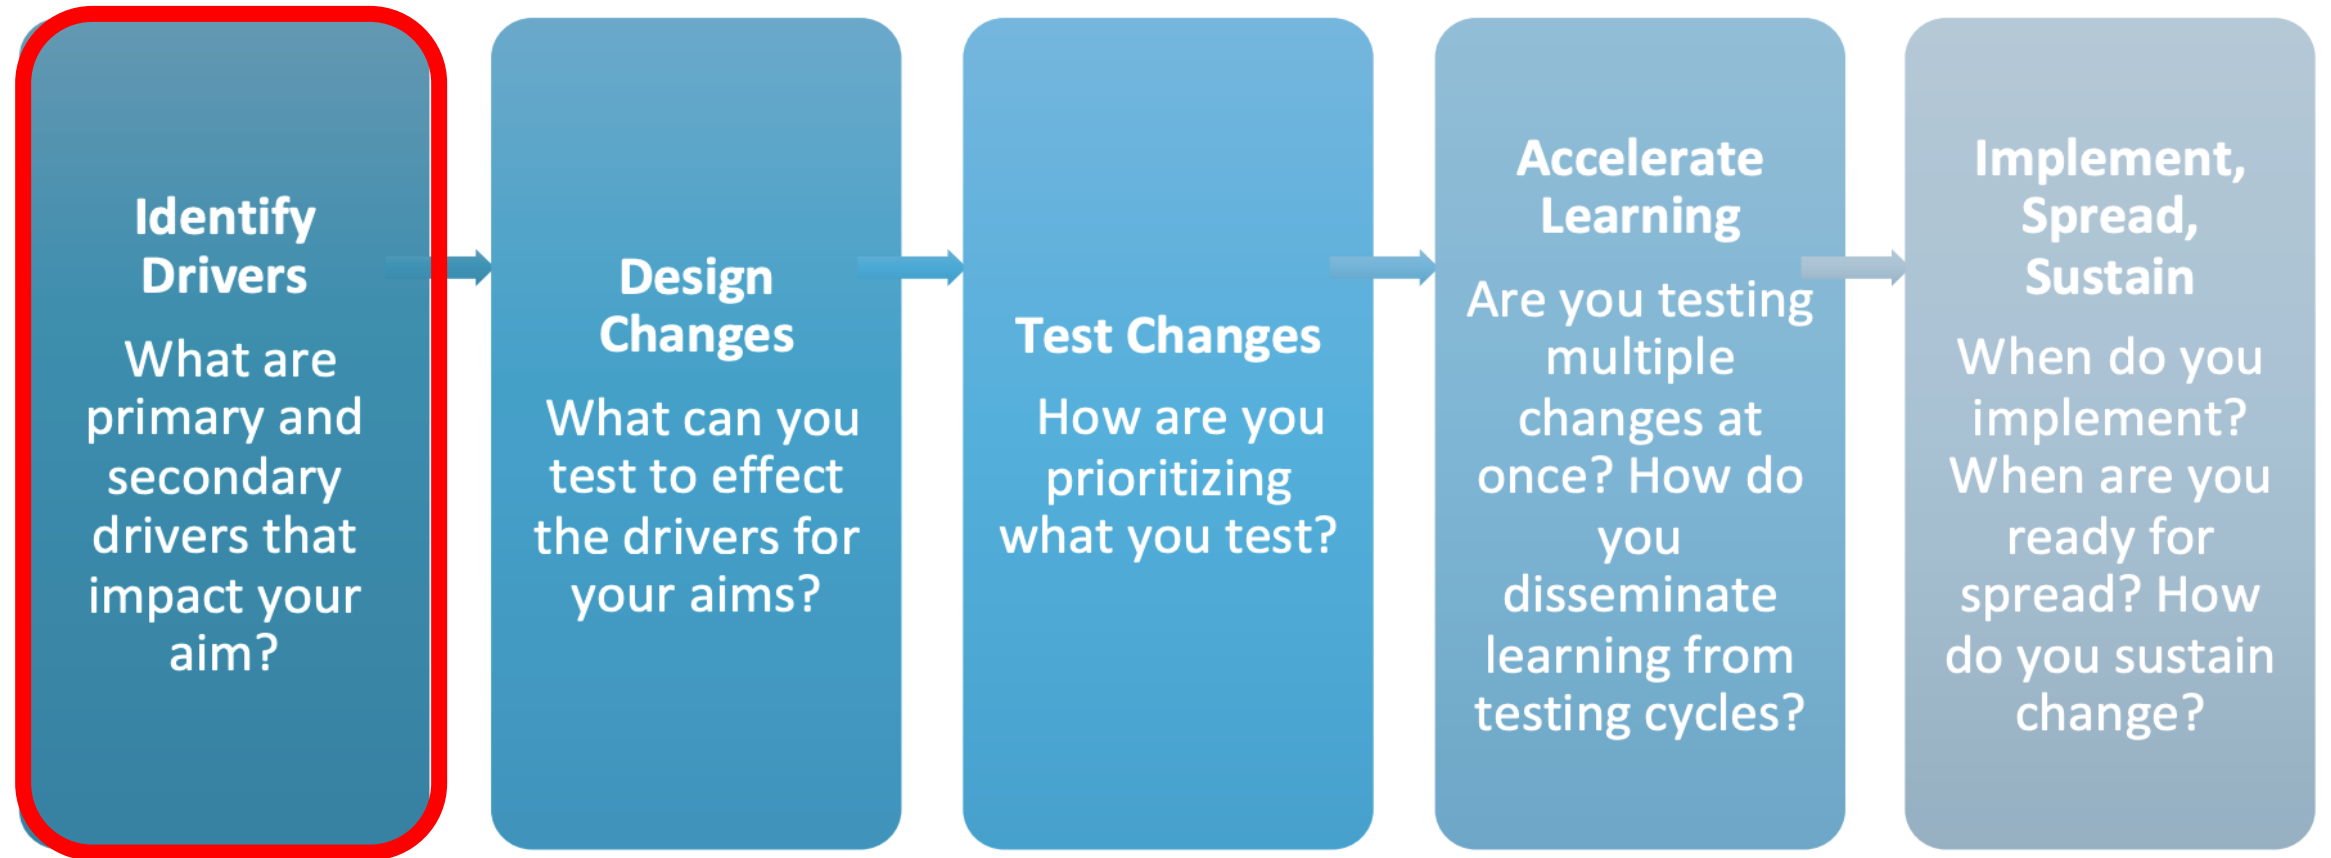 Identify
Drivers
What are
primary and
secondary
drivers that
impact your
aim?
Design
Changes
What can you
test to effect
the drivers for
your aims?
Test Changes
How are you
prioritizing
what you test?
Accelerate
Learning
Are you testing
multiple
changes at
once? How do
you
disseminate
learning from
testing cycles?
Implement,
Spread,
Sustain
When do you
implement?
When are you
ready for
spread? How
do you sustain
change?